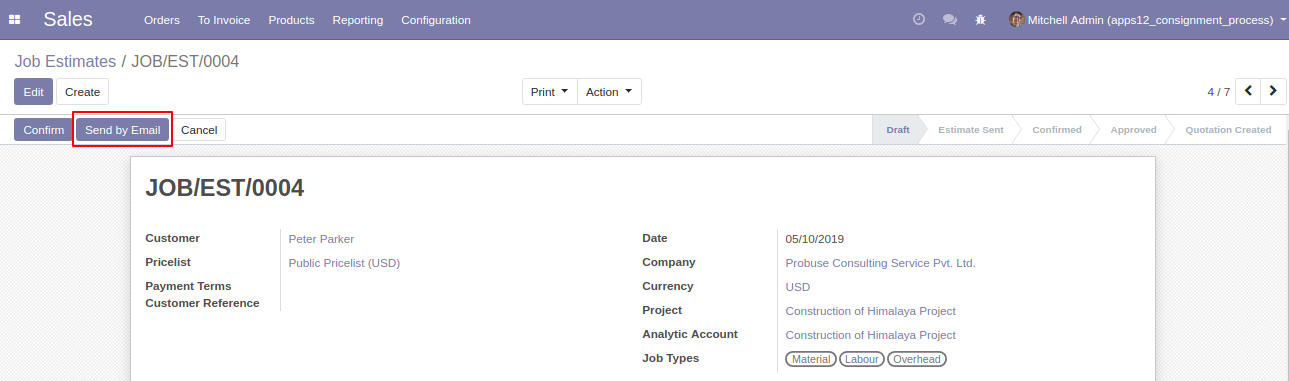 Sales Orders To Invoice Products Reporting Configuration Mitchell Admin (apps12_consignment_process)
Job Estimates / JOB/EST/0004
Edit Create Print Action 4 / 7
Confirm Send by Email Cancel Draft Estimate Sent Confirmed Approved Quotation Created
JOB/EST/0004
Customer Peter Parker
Pricelist Public Pricelist (USD)
Payment Terms
Customer Reference
Date 05/10/2019
Company Probuse Consulting Service Pvt. Ltd.
Currency USD
Project Construction of Himalaya Project
Analytic Account Construction of Himalaya Project
Job Types Material Labour Overhead